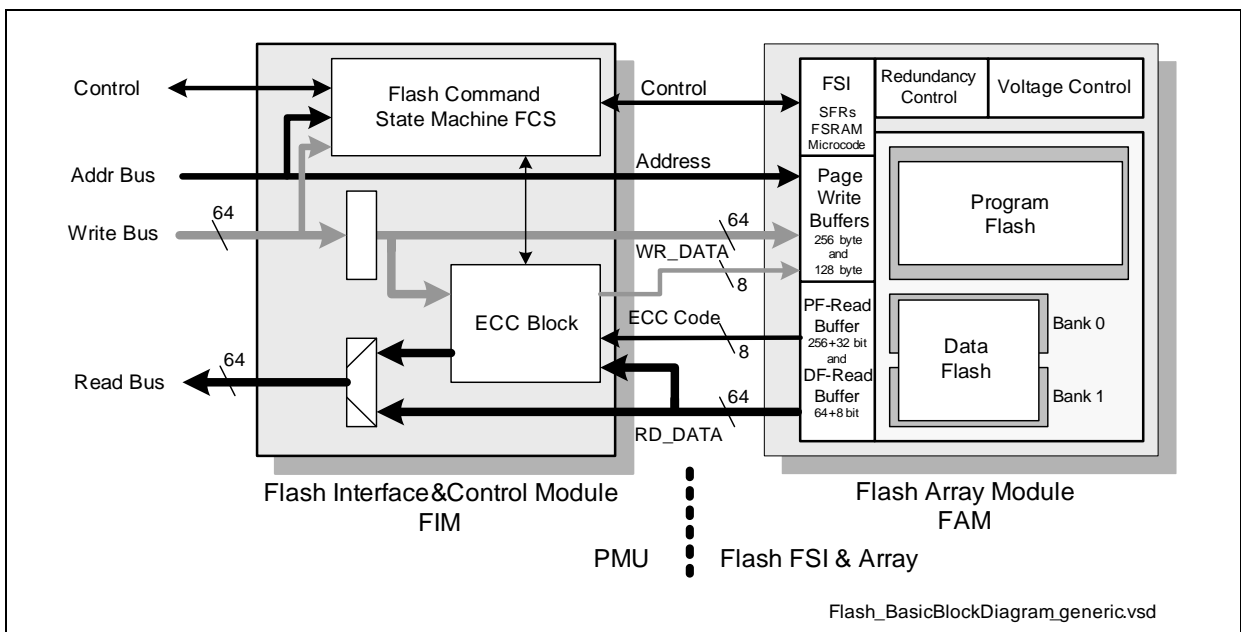 Control
Addr Bus
64
Write Bus
64
Read Bus
Flash Command
State Machine FCS
ECC Block
Control
Address
64
WR_DATA
8
ECC Code
8
64
RD_DATA
FSI
SFRs
FSRAM
Microcode
Redundancy
Control
Voltage Control
Page
Write
Buffers
256 byte
and
128 byte
PF-Read
Buffer
256+32 bit
and
DF-Read
Buffer
64+8 bit
Program
Flash
Data
Flash
Bank 0
Bank 1
Flash Interface&Control Module
FIM
Flash Array Module
FAM
PMU
Flash FSI & Array
Flash_BasicBlockDiagram_generic.vsd